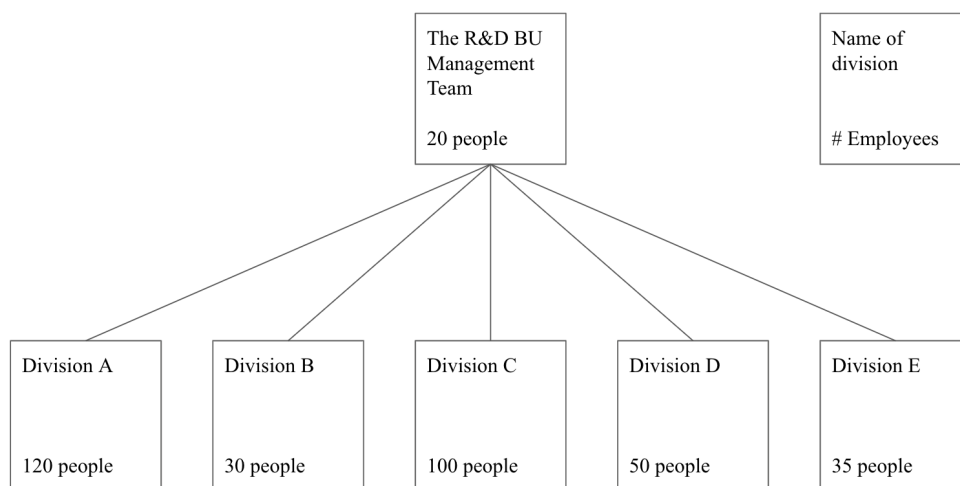 The R&D BU
Management
Team
20 people
Name of
division
# Employees
Division A
120 people
Division B
30 people
Division C
100 people
Division D
50 people
Division E
35 people